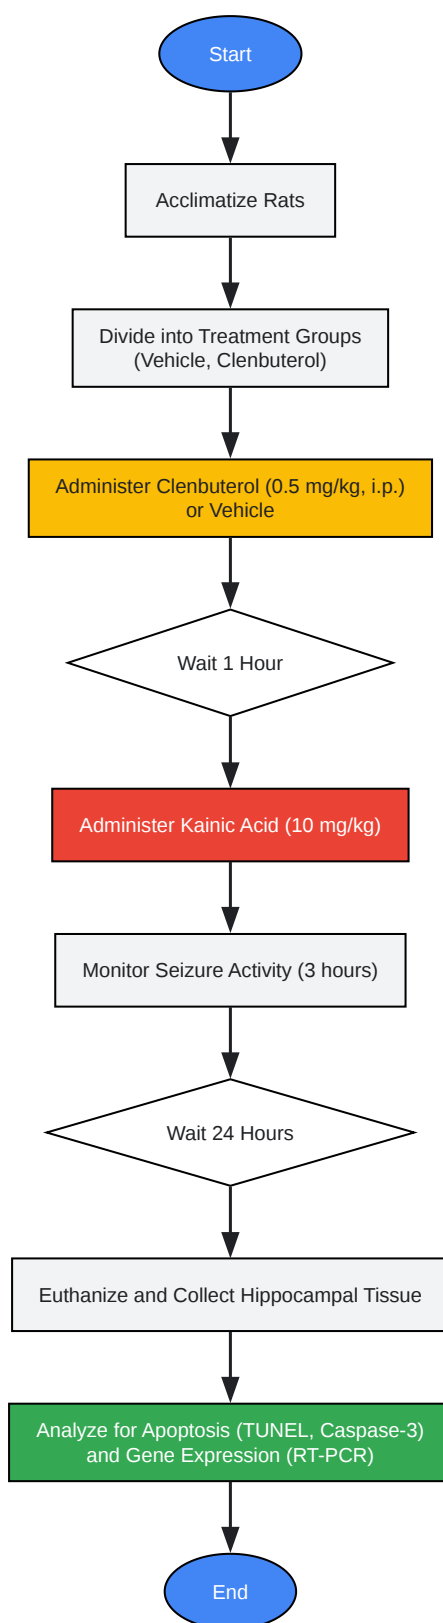 Start
Acclimatize Rats
Divide into Treatment Groups
(Vehicle, Clenbuterol)
Administer Clenbuterol (0.5 mg/kg, i.p.)
or Vehicle
Wait 1 Hour
Administer Kainic Acid (10 mg/kg)
Monitor Seizure Activity (3 hours)
Wait 24 Hours
Euthanize and Collect Hippocampal Tissue
Analyze for Apoptosis (TUNEL, Caspase-3)
and Gene Expression (RT-PCR)
End